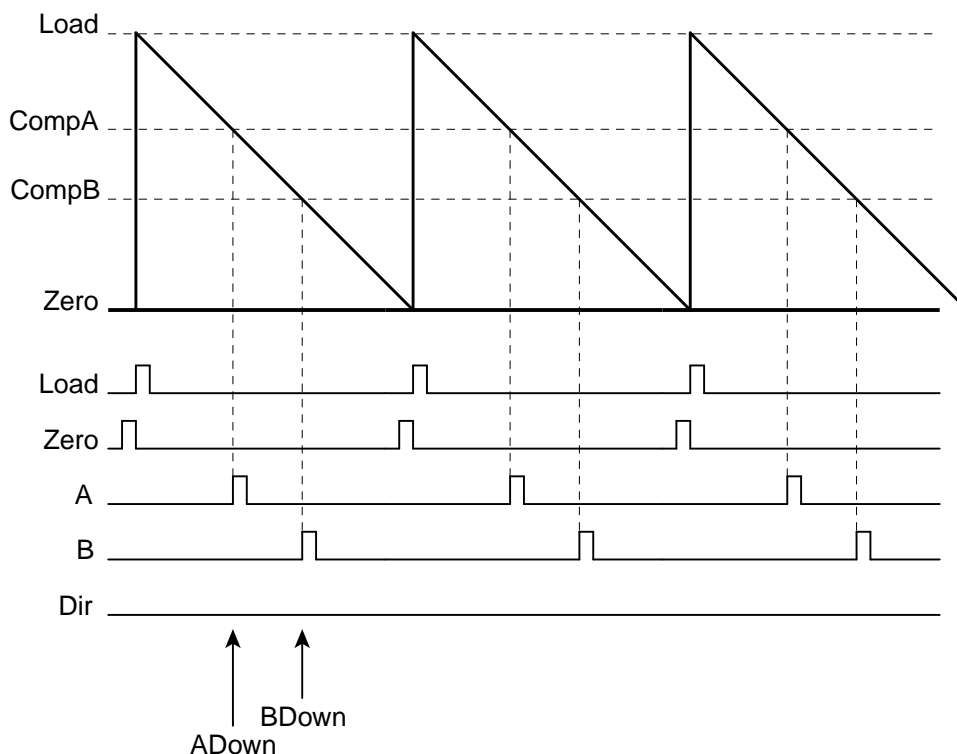 Load
CompA
CompB
Zero
Load
Zero
A
B
Dir
BDown
ADown